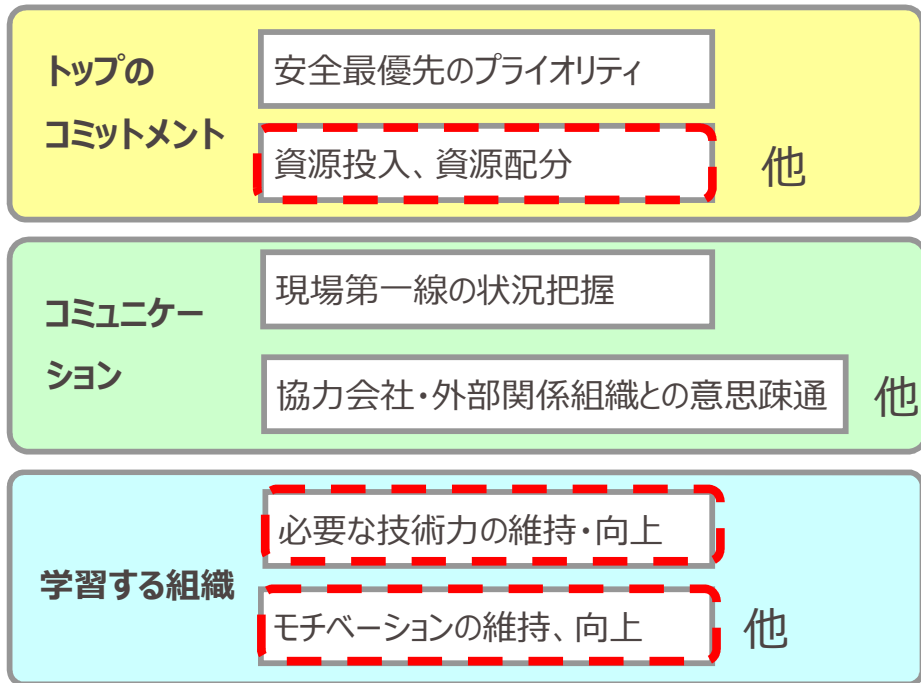 トップの
コミットメント
安全最優先のプライオリティ
資源投入、資源配分
他
コミュニケー
ション
現場第一線の状況把握
協力会社・外部関係組織との意思疎通
他
学習する組織
必要な技術力の維持・向上
モチベーションの維持、向上
他